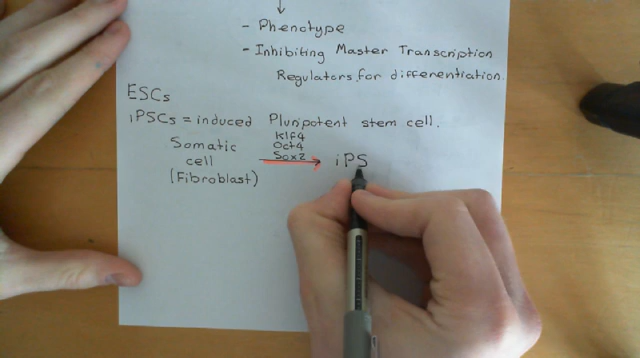 - Phenotype
- Inhibiting Master Transcription
Regulators for differentiation.
ESCs
iPSCs = induced Pluripotent stem cell.
Klf4
Somatic Oct4
cell Sox2 iPS
(Fibroblast)